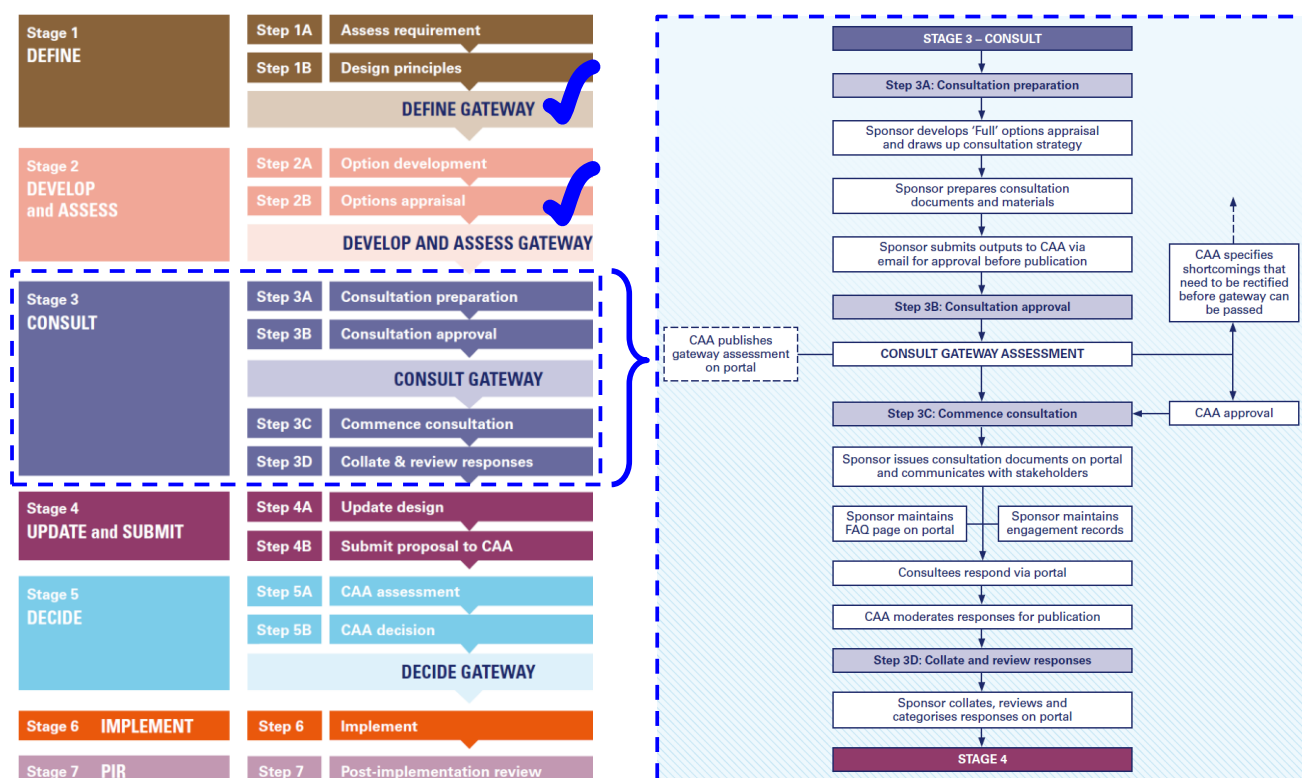 Stage 1
DEFINE
Step 1A
Assess requirement
Step 1B
Design principles
DEFINE GATEWAY
Stage 2
DEVELOP
and ASSESS
Step 2A
Option development
Step 2B
Options appraisal
DEVELOP AND ASSESS GATEWAY
Stage 3
CONSULT
Step 3A
Consultation preparation
Step 3B
Consultation approval
CONSULT GATEWAY
Step 3C
Commence consultation
Step 3D
Collate & review responses
Stage 4
UPDATE and SUBMIT
Step 4A
Update design
Step 4B
Submit proposal to CAA
Stage 5
DECIDE
Step 5A
CAA assessment
Step 5B
CAA decision
DECIDE GATEWAY
Stage 6 IMPLEMENT
Step 6
Implement
Stage 7 PIR
Step 7
Post-implementation review
STAGE 3 – CONSULT
Step 3A: Consultation preparation
Sponsor develops ‘Full’ options appraisal
and draws up consultation strategy
Sponsor prepares consultation
documents and materials
Sponsor submits outputs to CAA via
email for approval before publication
Step 3B: Consultation approval
CAA specifies
shortcomings that
need to be rectified
before gateway can
be passed
CAA publishes
gateway assessment
on portal
CONSULT GATEWAY ASSESSMENT
Step 3C: Commence consultation
CAA approval
Sponsor issues consultation documents on portal
and communicates with stakeholders
Sponsor maintains
FAQ page on portal
Sponsor maintains
engagement records
Consultees respond via portal
CAA moderates responses for publication
Step 3D: Collate and review responses
Sponsor collates, reviews and
categorises responses on portal
STAGE 4